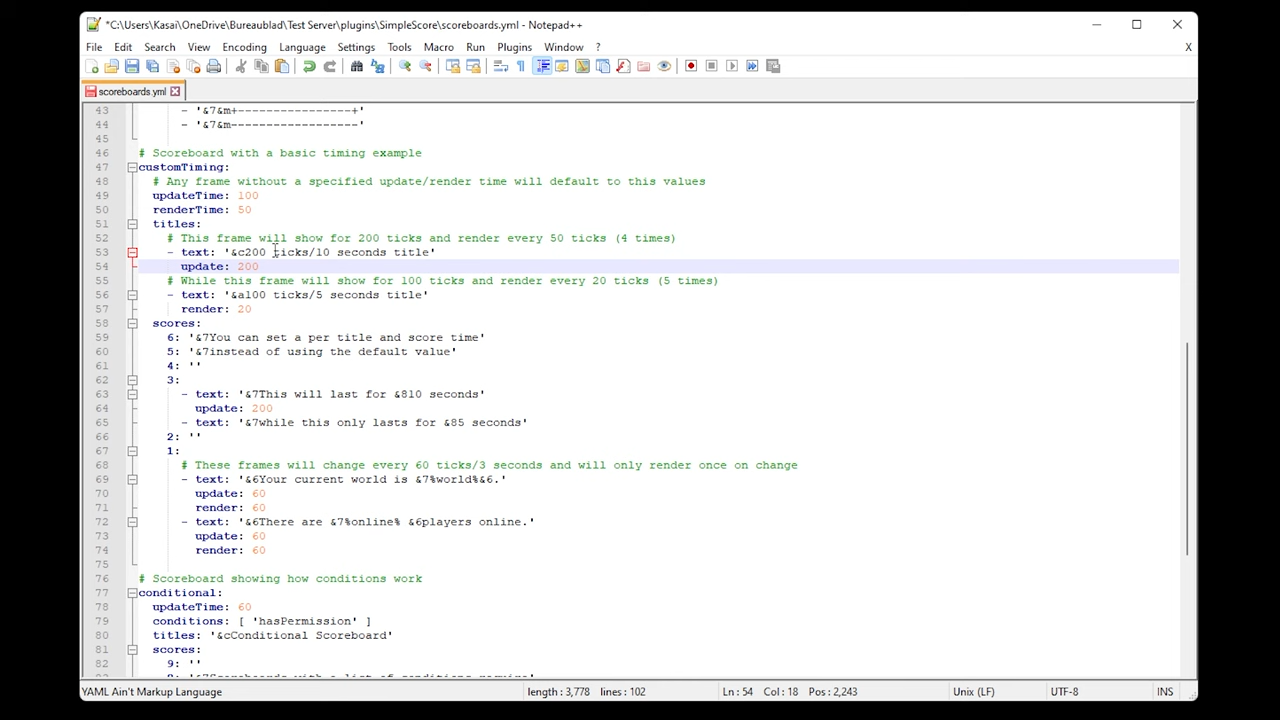 *C:\Users\Kasai\OneDrive\Bureaublad\Test Server\plugins\SimpleScore\scoreboards.yml - Notepad++
File Edit Search View Encoding Language Settings Tools Macro Run Plugins Window ? X
scoreboards.yml
43 - '&7&m+----------------+'
44 - '&7&m------------------'
45
46 # Scoreboard with a basic timing example
47 customTiming:
48 # Any frame without a specified update/render time will default to this values
49 updateTime: 100
50 renderTime: 50
51 titles:
52 # This frame will show for 200 ticks and render every 50 ticks (4 times)
53 - text: '&c200 ticks/10 seconds title'
54 update: 200
55 # While this frame will show for 100 ticks and render every 20 ticks (5 times)
56 - text: '&a100 ticks/5 seconds title'
57 render: 20
58 scores:
59 6: '&7You can set a per title and score time'
60 5: '&7instead of using the default value'
61 4: ''
62 3:
63 - text: '&7This will last for &810 seconds'
64 update: 200
65 - text: '&7while this only lasts for &85 seconds'
66 2: ''
67 1:
68 # These frames will change every 60 ticks/3 seconds and will only render once on change
69 - text: '&6Your current world is &7%world%&6.'
70 update: 60
71 render: 60
72 - text: '&6There are &7%online% &6players online.'
73 update: 60
74 render: 60
75
76 # Scoreboard showing how conditions work
77 conditional:
78 updateTime: 60
79 conditions: [ 'hasPermission' ]
80 titles: '&cConditional Scoreboard'
81 scores:
82 9: ''
YAML Ain't Markup Language length : 3,778 lines : 102 Ln : 54 Col : 18 Pos : 2,243 Unix (LF) UTF-8 INS